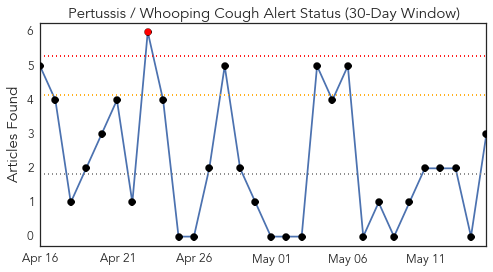 Pertussis / Whooping Cough Alert Status (30-Day Window)
Articles Found
6
5
4
3
2
1
0
Apr 16 Apr 21 Apr 26 May 01 May 06 May 11